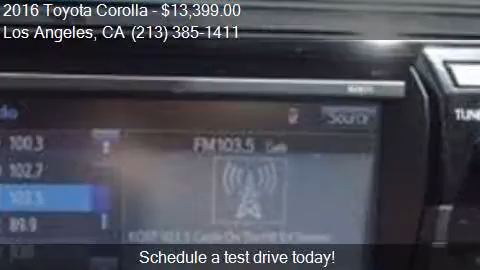 2016 Toyota Corolla - $13,399.00
Los Angeles, CA (213) 385-1411
Source
TUNE
FM103.5
100.3
102.7
103.5
89.9
Schedule a test drive today!